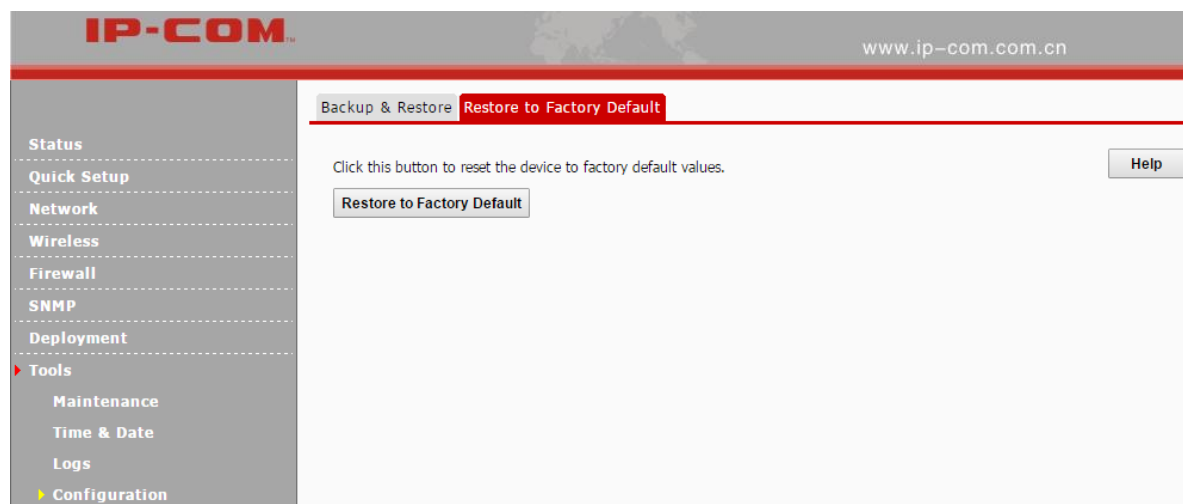 IP-COM™
www.ip-com.com.cn
Backup & Restore Restore to Factory Default
Status
Quick Setup
Network
Wireless
Firewall
SNMP
Deployment
Tools
Maintenance
Time & Date
Logs
Configuration
Click this button to reset the device to factory default values.
Restore to Factory Default
Help